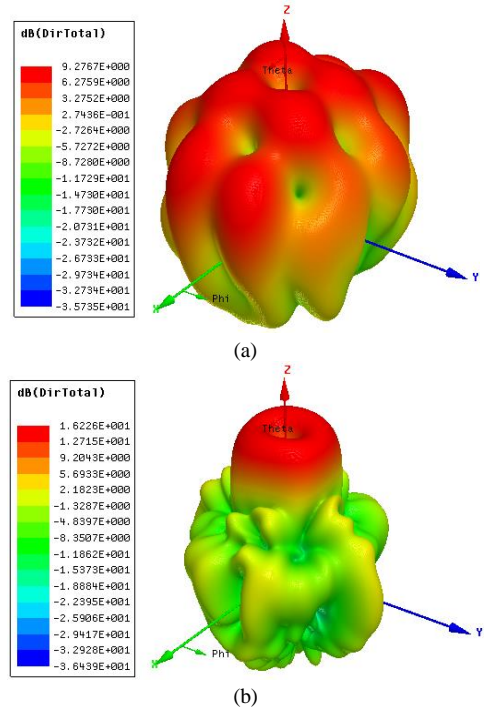 dB(DirTotal)
9.2767E+000
6.2759E+000
3.2752E+000
2.7436E-001
-2.7264E+000
-5.7272E+000
-8.7280E+000
-1.1729E+001
-1.4730E+001
-1.7730E+001
-2.0731E+001
-2.3732E+001
-2.6733E+001
-2.9734E+001
-3.2734E+001
-3.5735E+001
Z
Theta
Y
X
Phi
(a)
dB(DirTotal)
1.6226E+001
1.2715E+001
9.2043E+000
5.6933E+000
2.1823E+000
-1.3287E+000
-4.8397E+000
-8.3507E+000
-1.1862E+001
-1.5373E+001
-1.8884E+001
-2.2395E+001
-2.5906E+001
-2.9417E+001
-3.2928E+001
-3.6439E+001
Z
Theta
Y
X
Phi
(b)